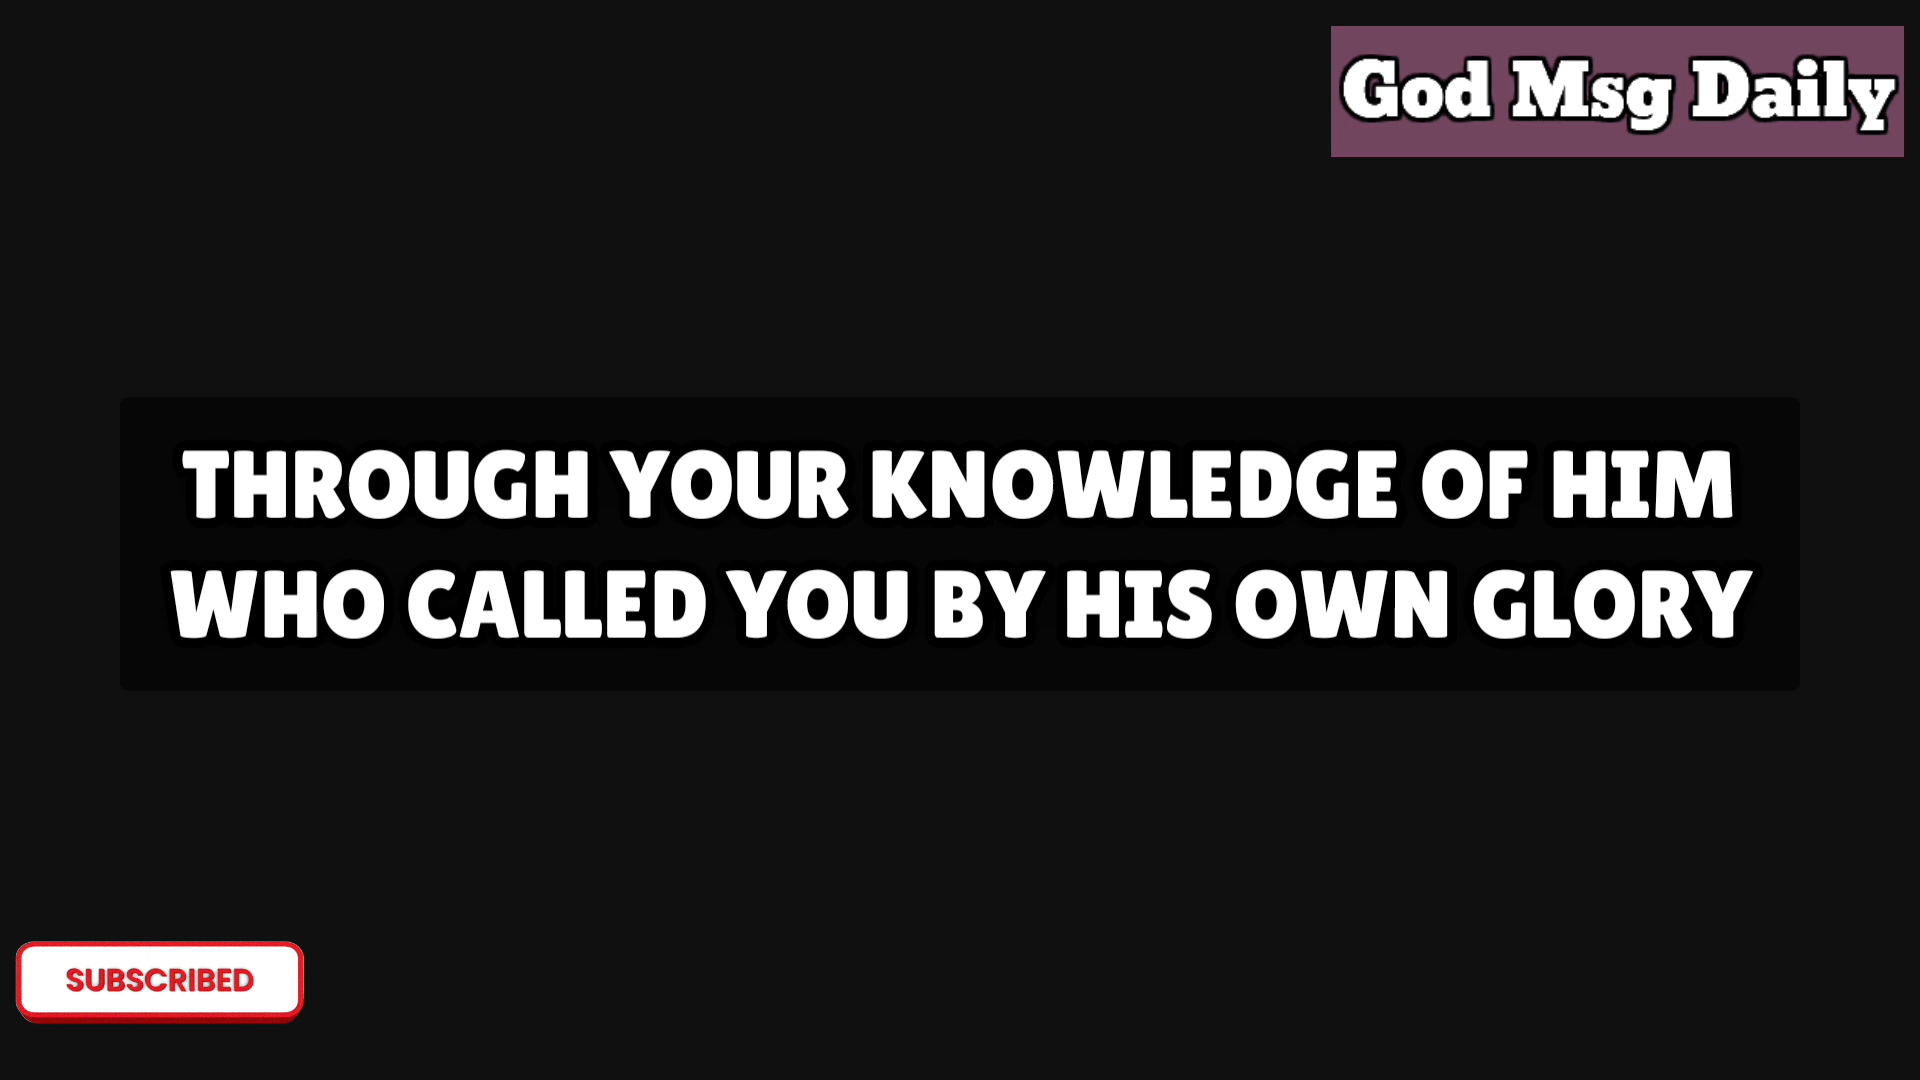 God Msg Daily
THROUGH YOUR KNOWLEDGE OF HIM
WHO CALLED YOU BY HIS OWN GLORY
SUBSCRIBED